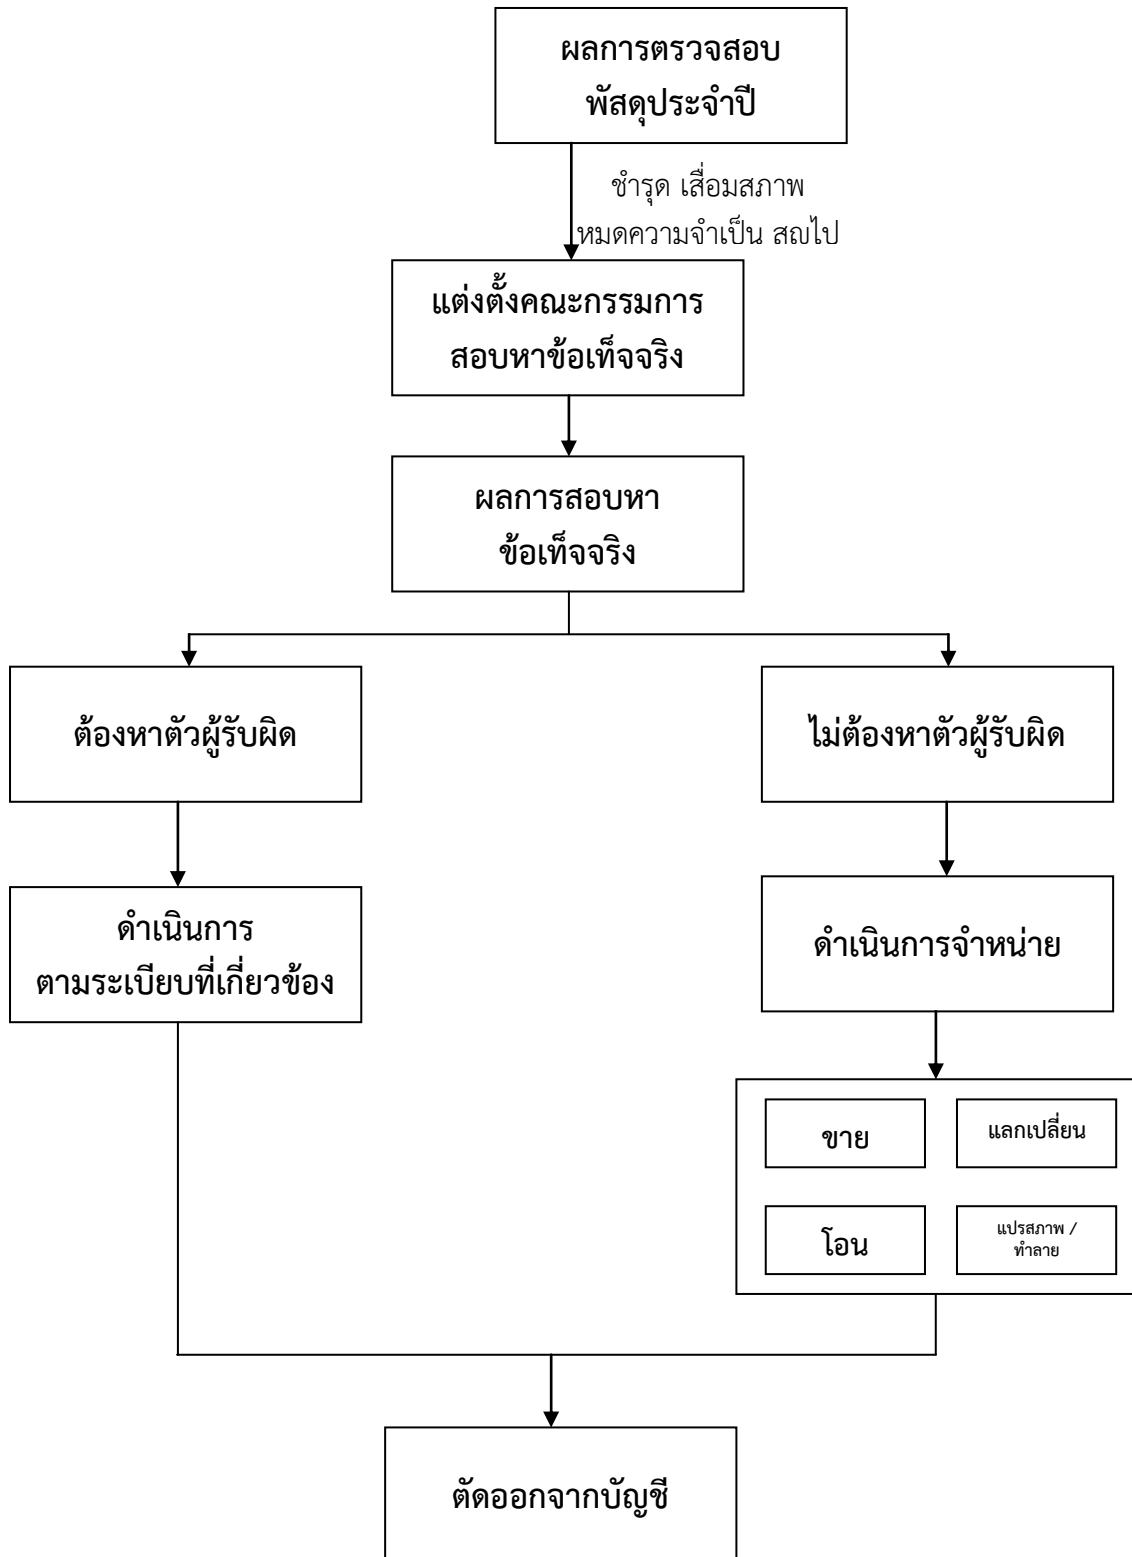 ผลการตรวจสอบ
พัสดุประจำปี
ชำรุด เสื่อมสภาพ
หมดความจำเป็น สญไป
แต่งตั้งคณะกรรมการ
สอบหาข้อเท็จจริง
ผลการสอบหา
ข้อเท็จจริง
ต้องหาตัวผู้รับผิด
ไม่ต้องหาตัวผู้รับผิด
ดำเนินการ
ตามระเบียบที่เกี่ยวข้อง
ดำเนินการจำหน่าย
ขาย
แลกเปลี่ยน
โอน
แปรสภาพ /
ทำลาย
ตัดออกจากบัญชี